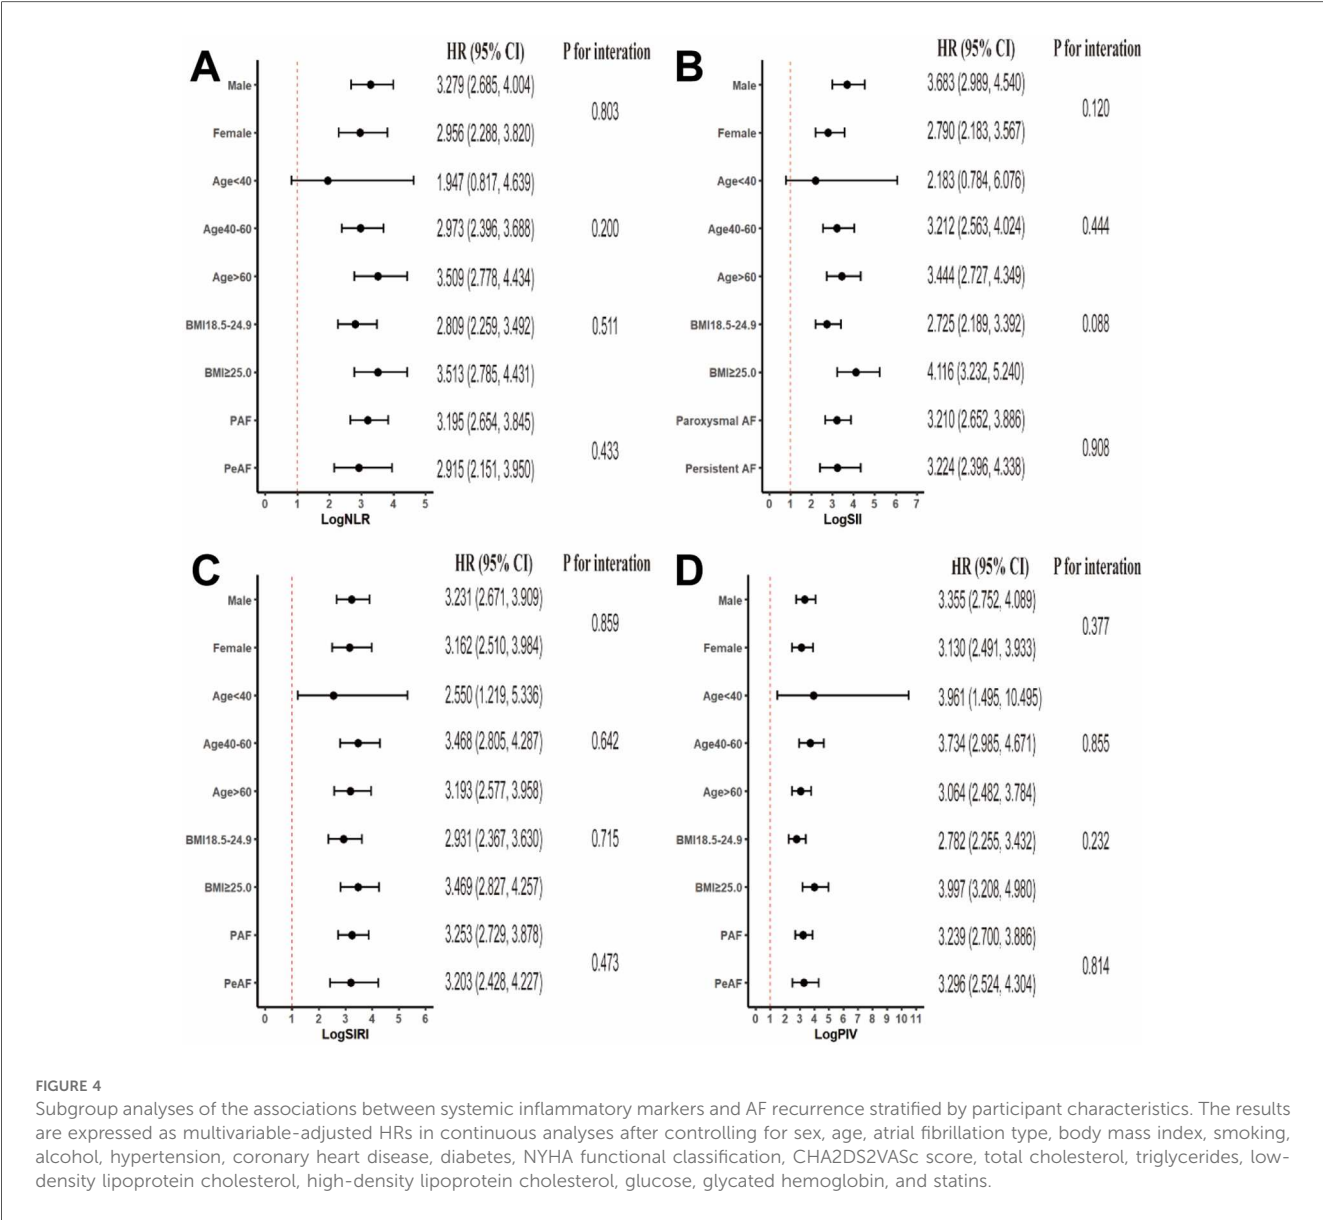 A
HR (95% CI) P for interation
Male 3.279 (2.685, 4.004)
0.803
Female 2.956 (2.288, 3.820)
Age<40 1.947 (0.817, 4.639)
Age40-60 2.973 (2.396, 3.688) 0.200
Age>60 3.509 (2.778, 4.434)
BMI18.5-24.9 2.809 (2.259, 3.492) 0.511
BMI≥25.0 3.513 (2.785, 4.431)
PAF 3.195 (2.654, 3.845)
0.433
PeAF 2.915 (2.151, 3.950)
0 1 2 3 4 5
LogNLR
B
HR (95% CI) P for interation
Male 3.683 (2.989, 4.540)
0.120
Female 2.790 (2.183, 3.567)
Age<40 2.183 (0.784, 6.076)
Age40-60 3.212 (2.563, 4.024) 0.444
Age>60 3.444 (2.727, 4.349)
BMI18.5-24.9 2.725 (2.189, 3.392) 0.088
BMI≥25.0 4.116 (3.232, 5.240)
Paroxysmal AF 3.210 (2.652, 3.886)
0.908
Persistent AF 3.224 (2.396, 4.338)
0 1 2 3 4 5 6 7
LogSII
C
HR (95% CI) P for interation
Male 3.231 (2.671, 3.909)
0.859
Female 3.162 (2.510, 3.984)
Age<40 2.550 (1.219, 5.336)
Age40-60 3.468 (2.805, 4.287) 0.642
Age>60 3.193 (2.577, 3.958)
BMI18.5-24.9 2.931 (2.367, 3.630) 0.715
BMI≥25.0 3.469 (2.827, 4.257)
PAF 3.253 (2.729, 3.878)
0.473
PeAF 3.203 (2.428, 4.227)
0 1 2 3 4 5 6
LogSIRI
D
HR (95% CI) P for interation
Male 3.355 (2.752, 4.089)
0.377
Female 3.130 (2.491, 3.933)
Age<40 3.961 (1.495, 10.495)
Age40-60 3.734 (2.985, 4.671) 0.855
Age>60 3.064 (2.482, 3.784)
BMI18.5-24.9 2.782 (2.255, 3.432) 0.232
BMI≥25.0 3.997 (3.208, 4.980)
PAF 3.239 (2.700, 3.886)
0.814
PeAF 3.296 (2.524, 4.304)
0 1 2 3 4 5 6 7 8 9 10 11
LogPIV
FIGURE 4
Subgroup analyses of the associations between systemic inflammatory markers and AF recurrence stratified by participant characteristics. The results
are expressed as multivariable-adjusted HRs in continuous analyses after controlling for sex, age, atrial fibrillation type, body mass index, smoking,
alcohol, hypertension, coronary heart disease, diabetes, NYHA functional classification, CHA2DS2VASc score, total cholesterol, triglycerides, low-
density lipoprotein cholesterol, high-density lipoprotein cholesterol, glucose, glycated hemoglobin, and statins.